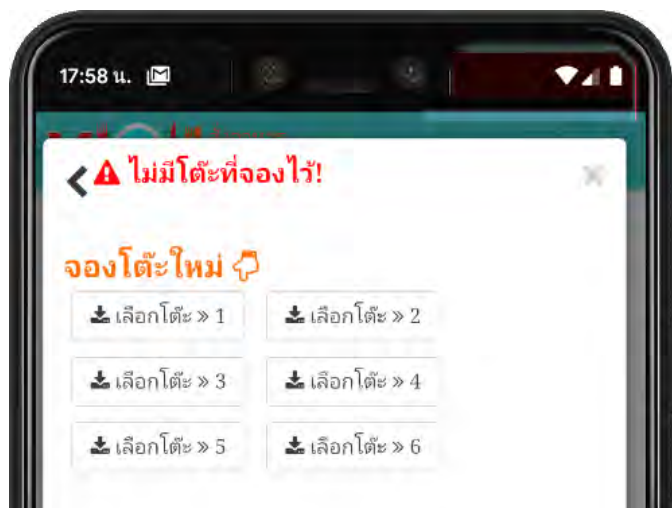 17:58 น.
ไม่มีโต๊ะที่จองไว้!
จองโต๊ะใหม่
เลือกโต๊ะ » 1
เลือกโต๊ะ » 2
เลือกโต๊ะ » 3
เลือกโต๊ะ » 4
เลือกโต๊ะ » 5
เลือกโต๊ะ » 6